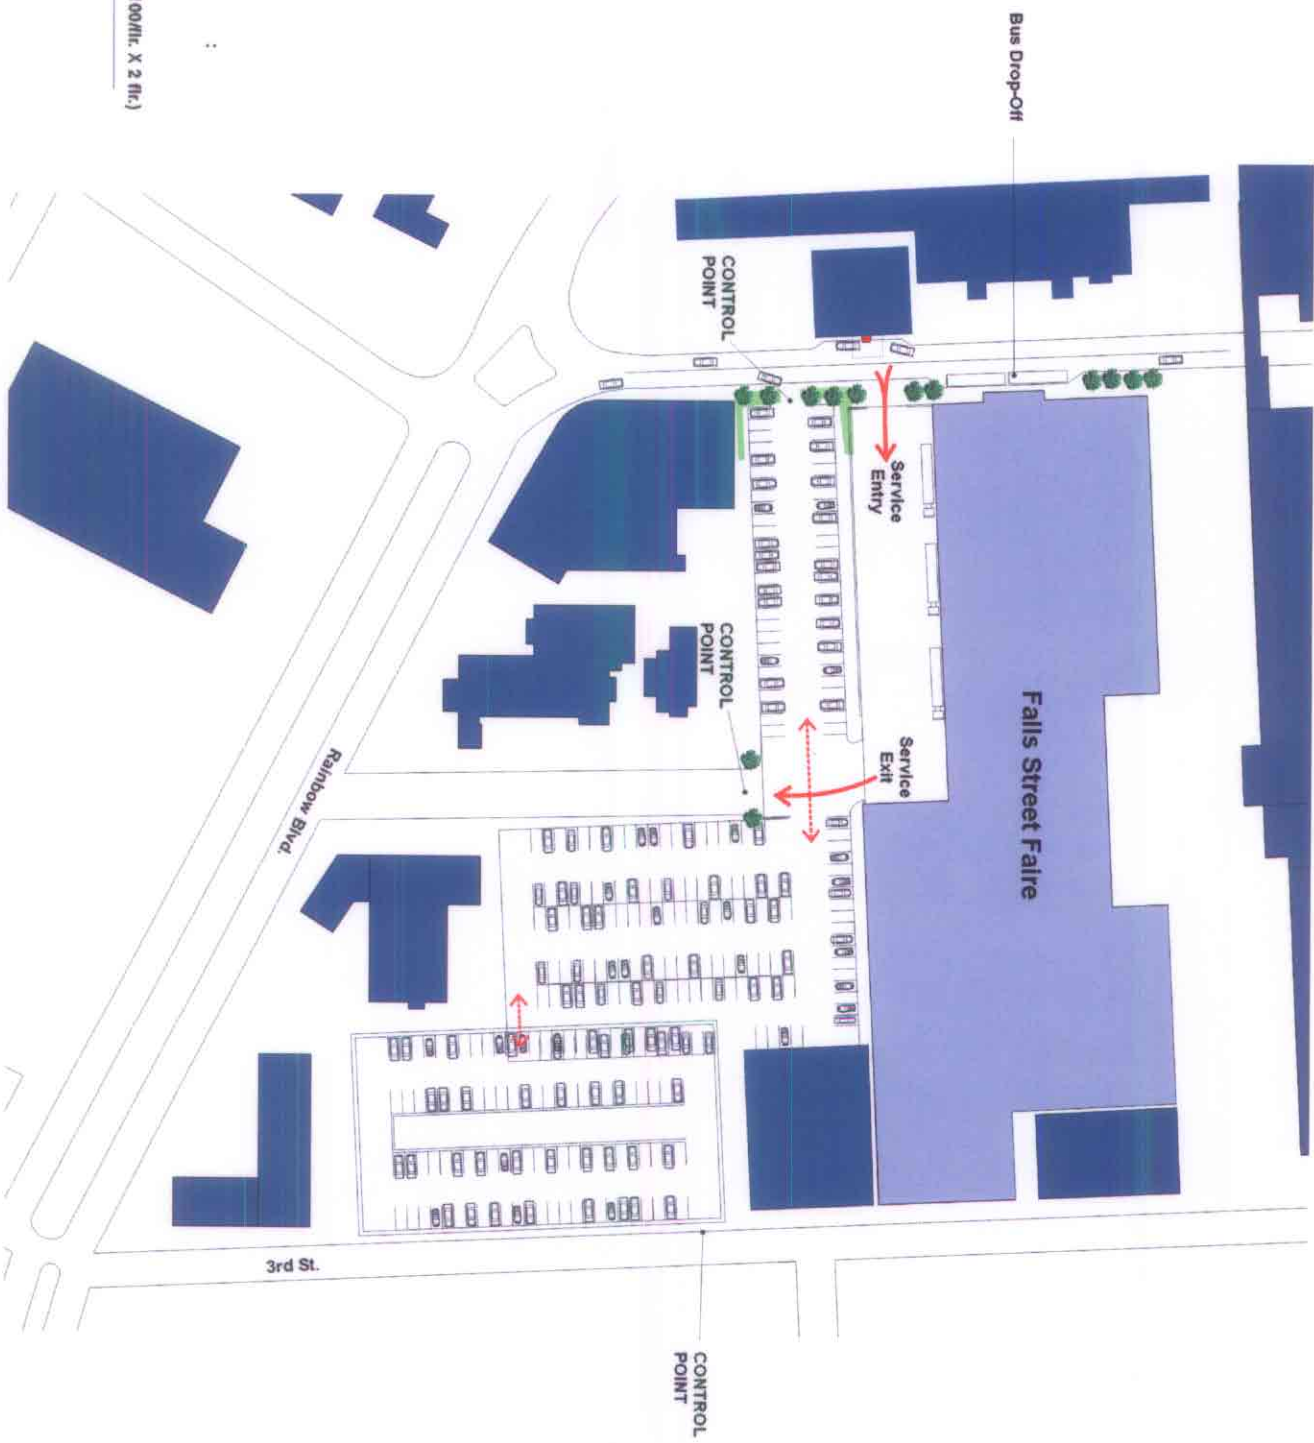 Bus Drop-Off
CONTROL
POINT
Service
Entry
Falls Street Faire
CONTROL
POINT
Service
Exit
Rainbow Blvd.
3rd St.
CONTROL
POINT
:
00/flr. X 2 flr.)